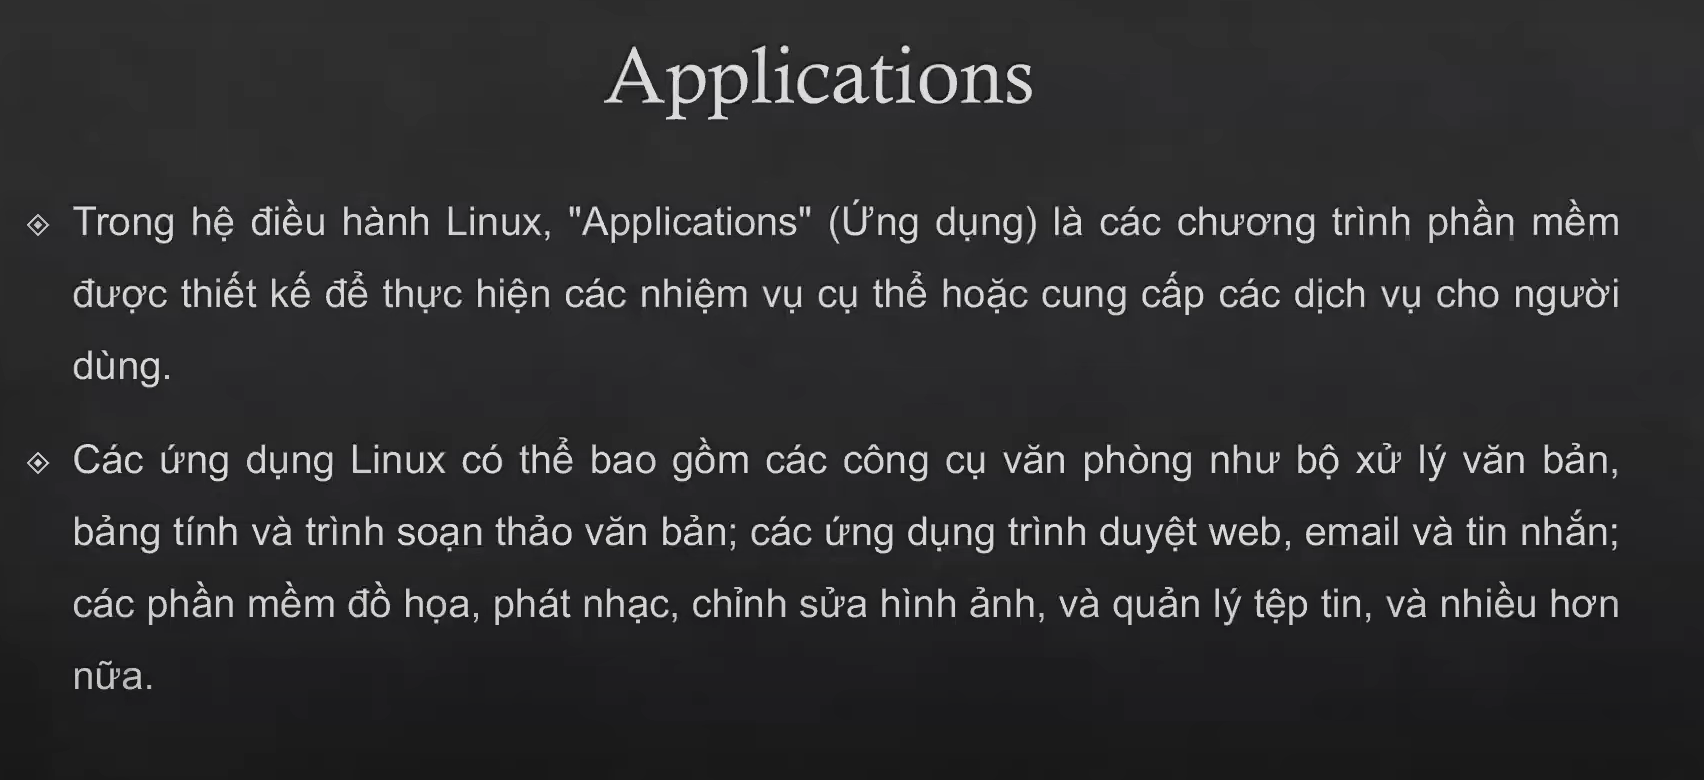 Applications
Trong hệ điều hành Linux, "Applications" (Ứng dụng) là các chương trình phần mềm
được thiết kế để thực hiện các nhiệm vụ cụ thể hoặc cung cấp các dịch vụ cho người
dùng.
Các ứng dụng Linux có thể bao gồm các công cụ văn phòng như bộ xử lý văn bản,
bảng tính và trình soạn thảo văn bản; các ứng dụng trình duyệt web, email và tin nhắn;
các phần mềm đồ họa, phát nhạc, chỉnh sửa hình ảnh, và quản lý tệp tin, và nhiều hơn
nữa.